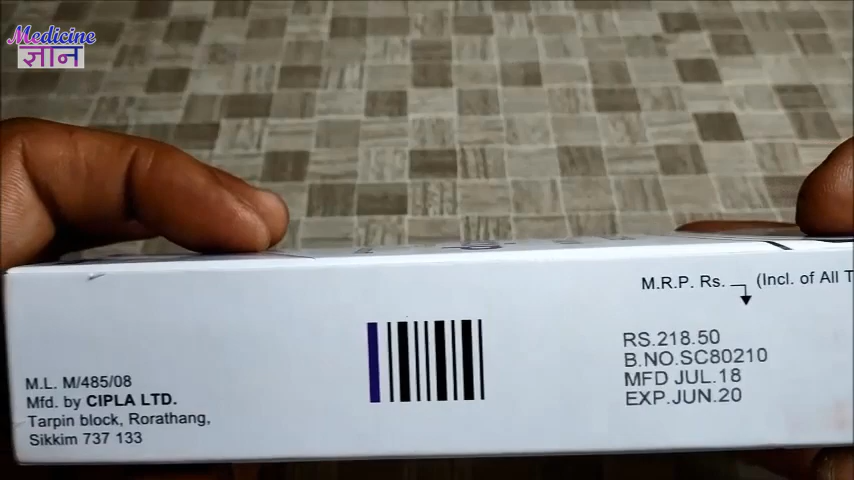 Medicine
ज्ञान
M.R.P. Rs. (Incl. of All T
RS.218.50
B.NO.SC80210
MFD JUL.18
EXP.JUN.20
M.L. M/485/08
Mfd. by CIPLA LTD.
Tarpin block, Rorathang,
Sikkim 737 133